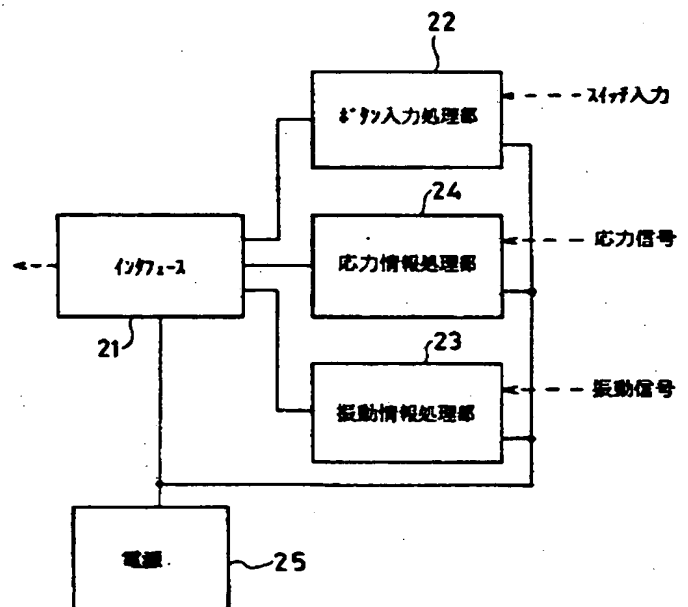 22
ボタン入力処理部
スイッチ入力
24
インタフェース
応力情報処理部
応力信号
21
23
振動情報処理部
振動信号
電源
25